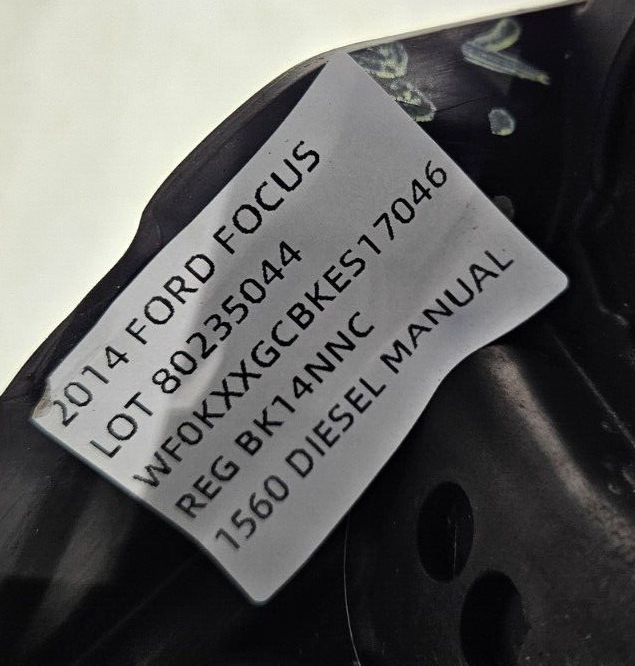 2014 FORD FOCUS
LOT 80235044
WF0KXXGCBKES17046
REG BK14NNC
1560 DIESEL MANUAL